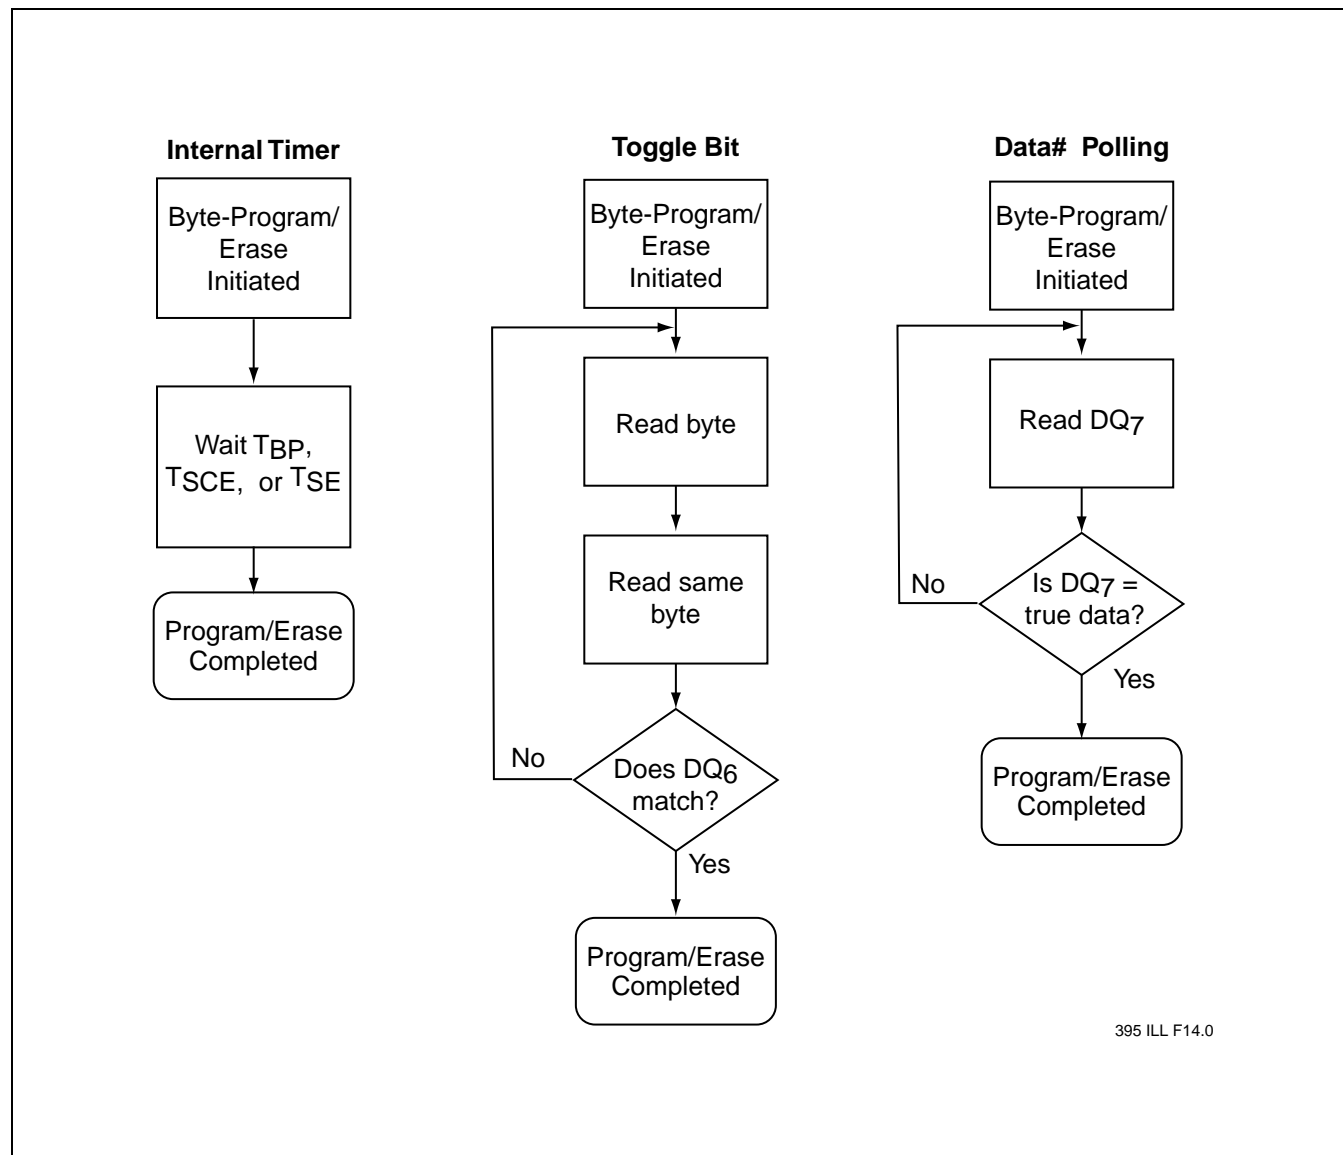 Internal Timer
Byte-Program/
Erase
Initiated
Wait TBP,
TSCE, or TSE
Program/Erase
Completed
Toggle Bit
Byte-Program/
Erase
Initiated
Read byte
Read same
byte
Does DQ6
match?
No
Yes
Program/Erase
Completed
Data# Polling
Byte-Program/
Erase
Initiated
Read DQ7
Is DQ7 =
true data?
No
Yes
Program/Erase
Completed
395 ILL F14.0